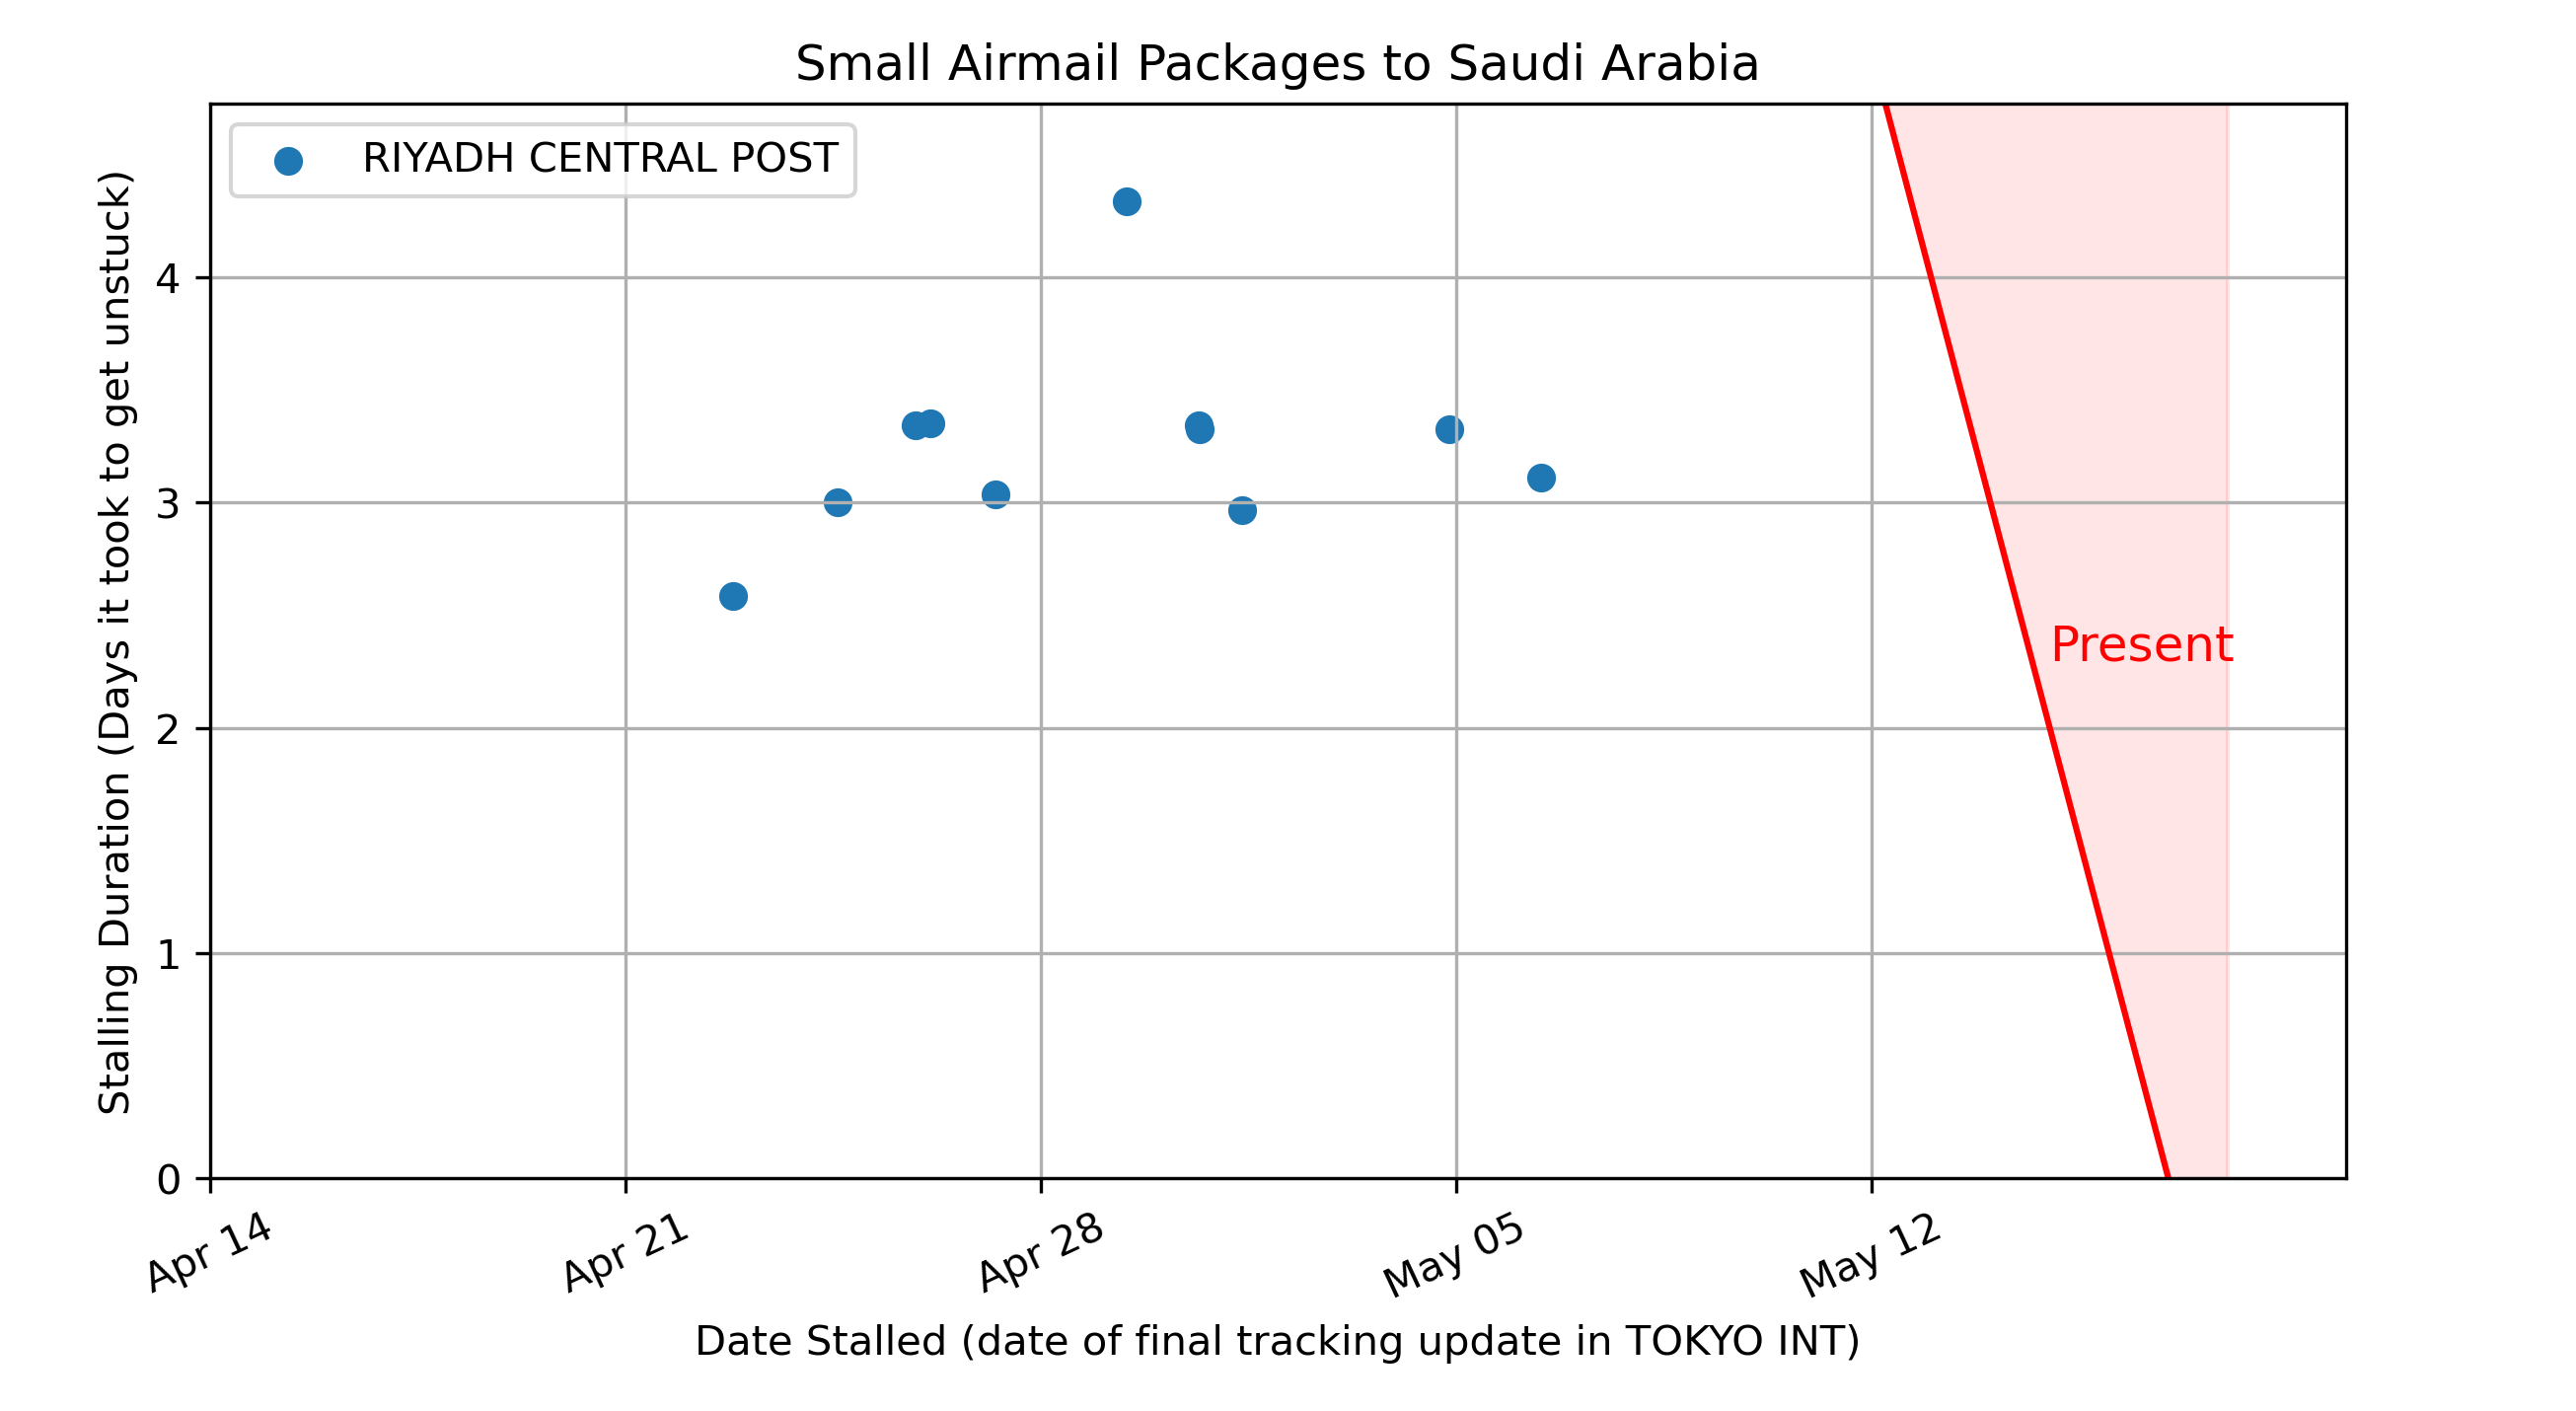 Small Airmail Packages to Saudi Arabia
RIYADH CENTRAL POST
Stalling Duration (Days it took to get unstuck)
4
3
2
1
0
Present
Apr 14
Apr 21
Apr 28
May 05
May 12
Date Stalled (date of final tracking update in TOKYO INT)